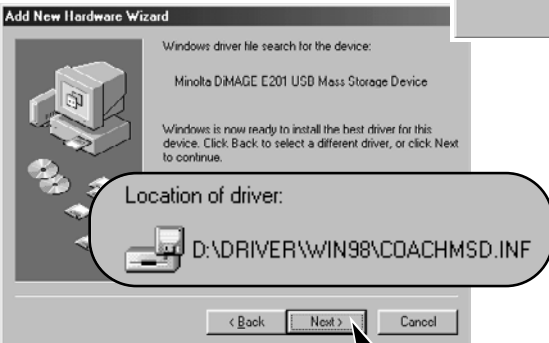 Add New Hardware Wizard
Windows driver file search for the device:
Minolta DiMAGE E201 USB Mass Storage Device
Windows is now ready to install the best driver for this
device. Click Back to select a different driver, or click Next
to continue.
Location of driver:
D:\DRIVER\WIN98\COACHMSD.INF
< Back Next > Cancel